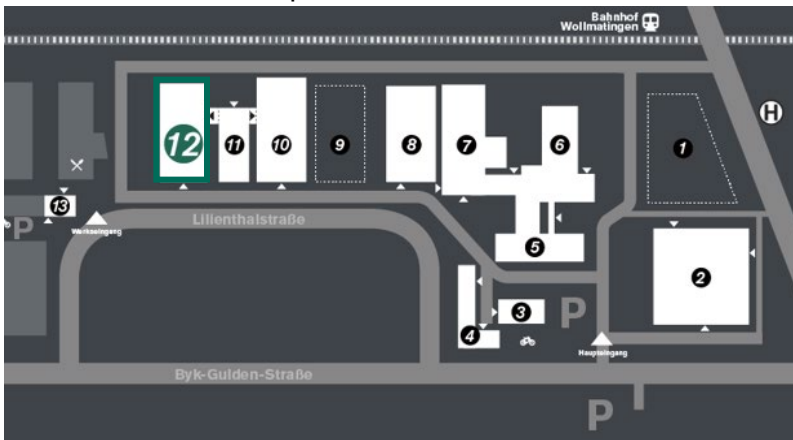 Bahnhof
Wollmatingen
H
12
11
10
9
8
7
6
1
13
P
Werkseingang
Lilienthalstraße
5
2
3
4
P
Haupteingang
Byk-Gulden-Straße
P